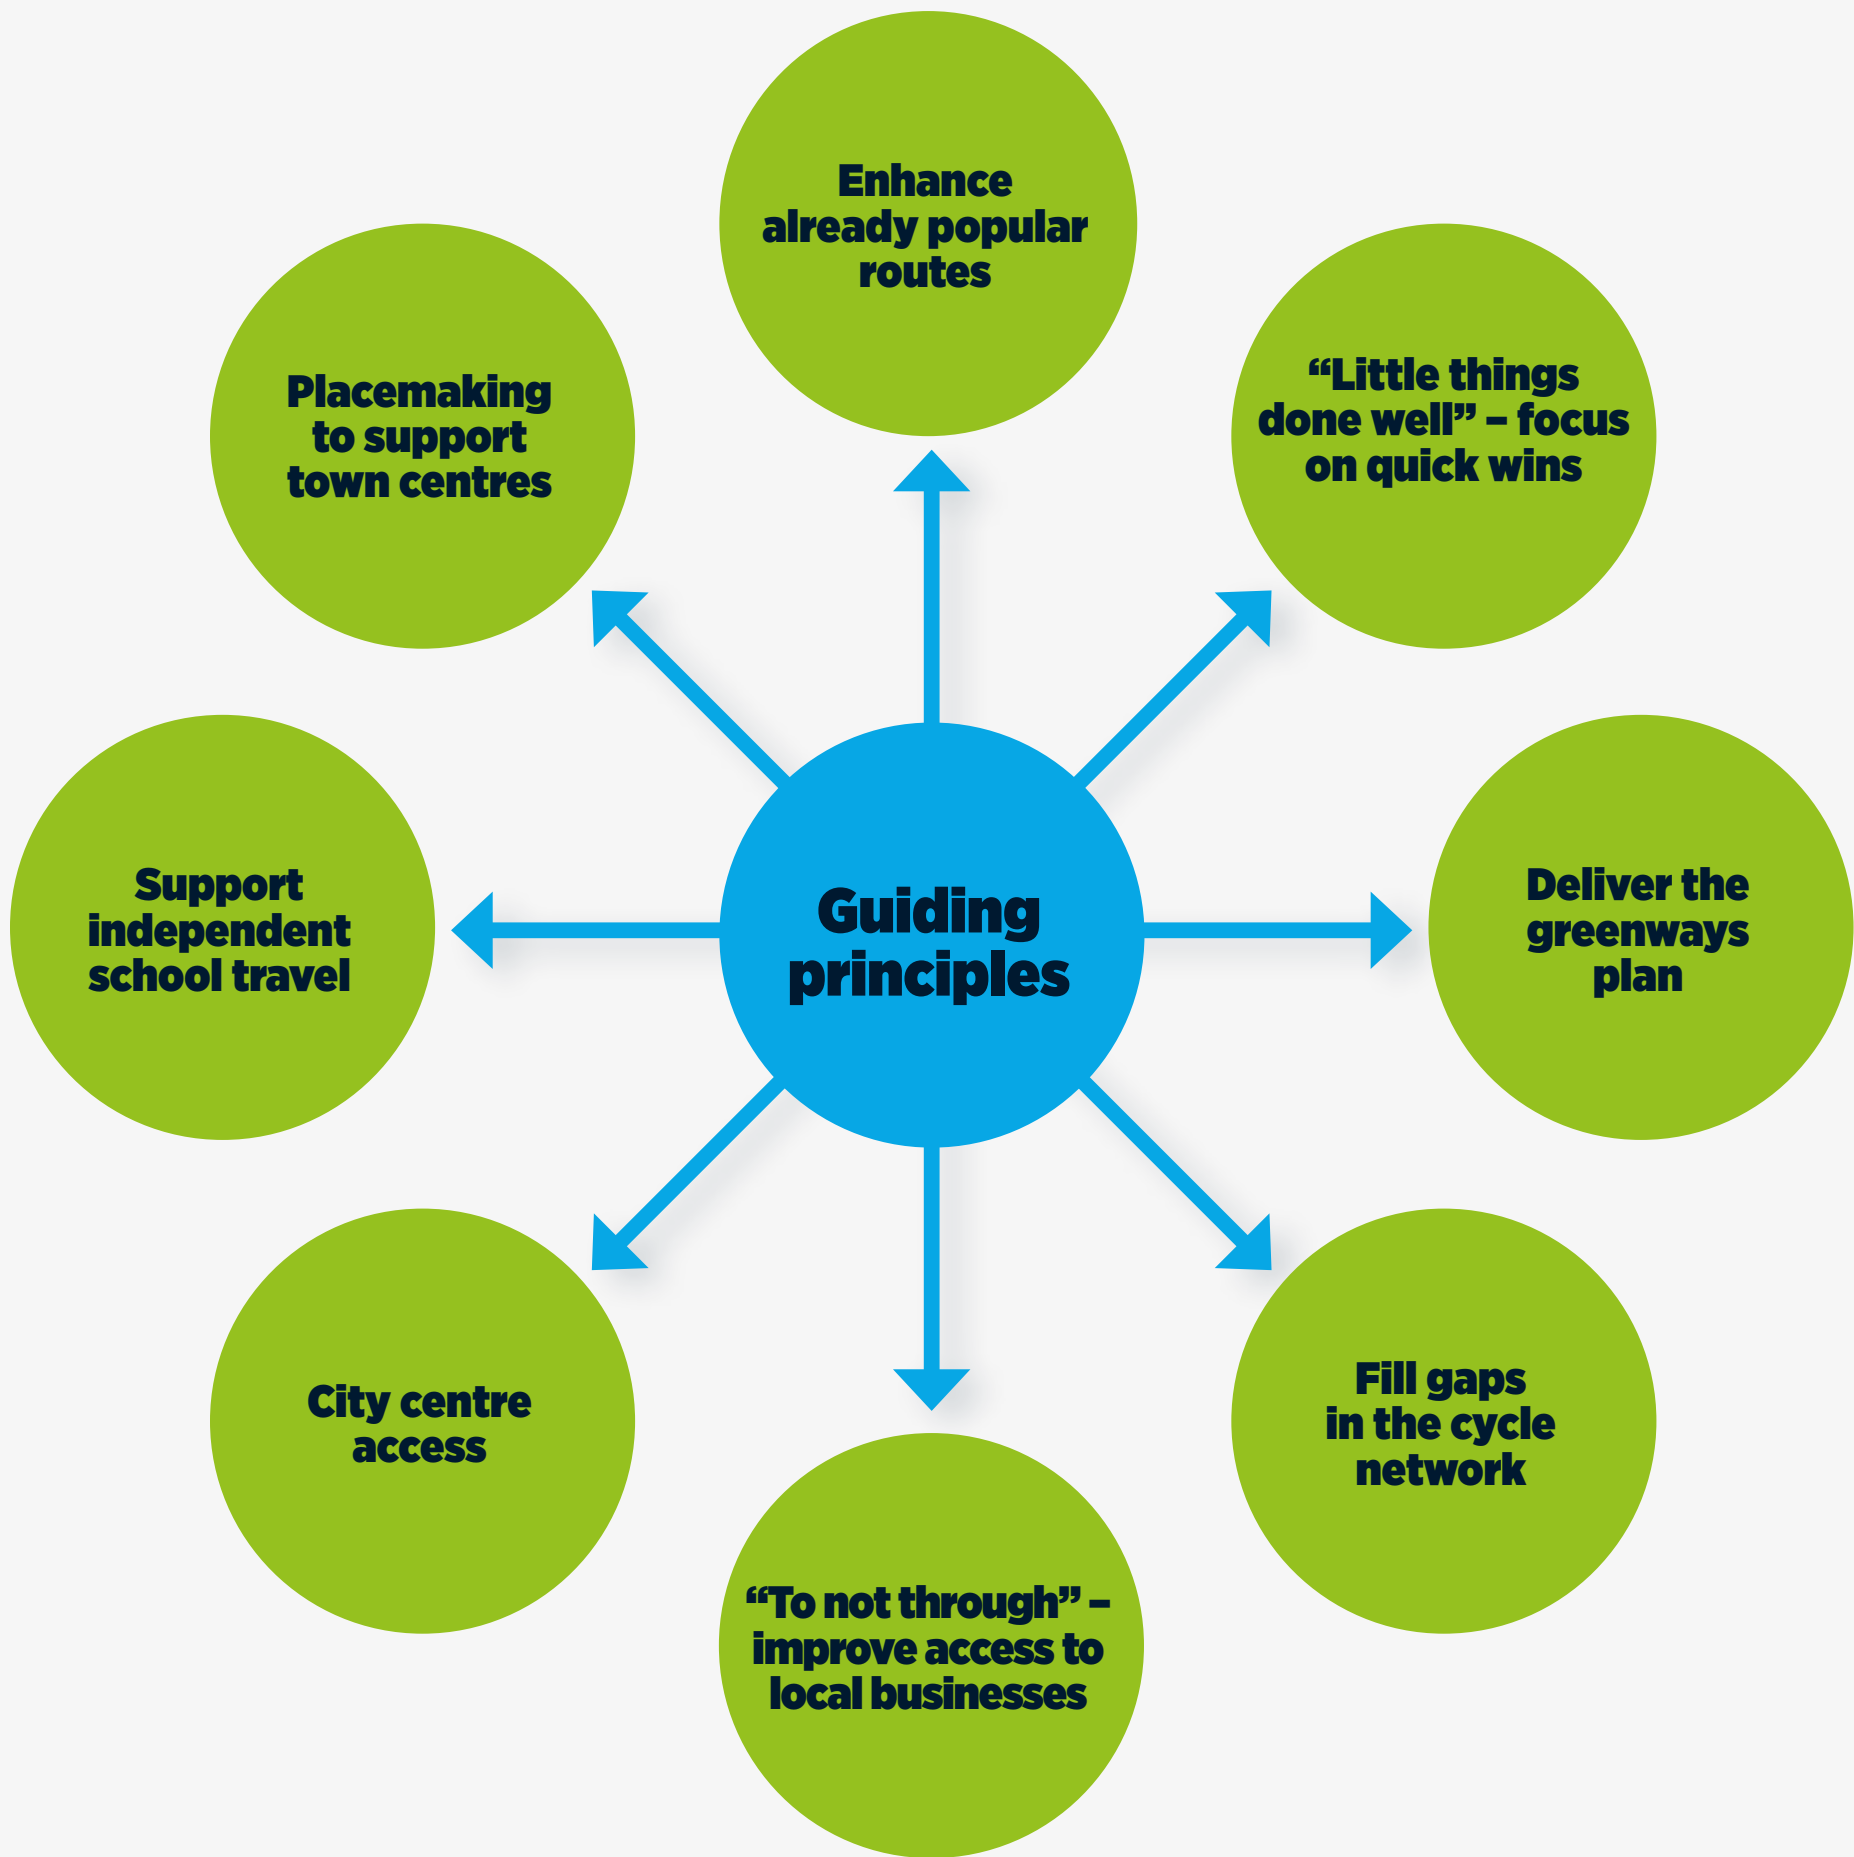 Enhance
already popular
routes
“Little things
done well” – focus
on quick wins
Deliver the
greenways
plan
Fill gaps
in the cycle
network
“To not through” –
improve access to
local businesses
City centre
access
Support
independent
school travel
Placemaking
to support
town centres
Guiding
principles